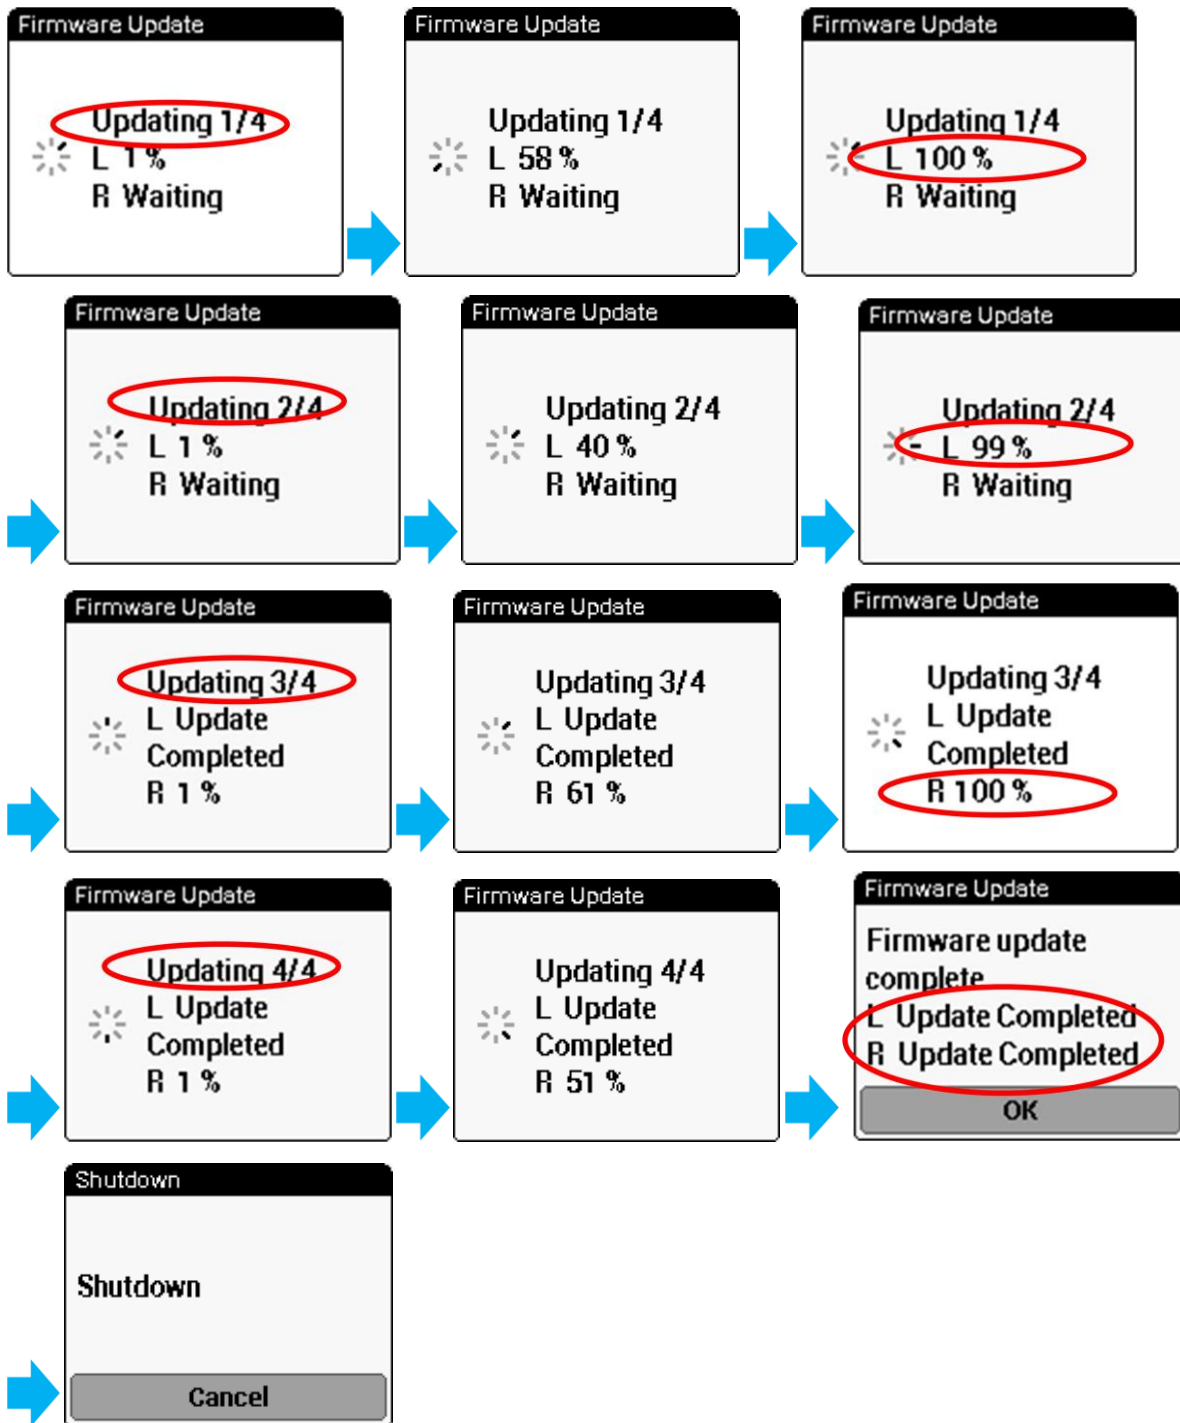 Firmware Update
Updating 1/4
L 1 %
R Waiting
Firmware Update
Updating 1/4
L 58 %
R Waiting
Firmware Update
Updating 1/4
L 100 %
R Waiting
Firmware Update
Updating 2/4
L 1 %
R Waiting
Firmware Update
Updating 2/4
L 40 %
R Waiting
Firmware Update
Updating 2/4
L 99 %
R Waiting
Firmware Update
Updating 3/4
L Update
Completed
R 1 %
Firmware Update
Updating 3/4
L Update
Completed
R 61 %
Firmware Update
Updating 3/4
L Update
Completed
R 100 %
Firmware Update
Updating 4/4
L Update
Completed
R 1 %
Firmware Update
Updating 4/4
L Update
Completed
R 51 %
Firmware Update
Firmware update
complete
L Update Completed
R Update Completed
OK
Shutdown
Shutdown
Cancel